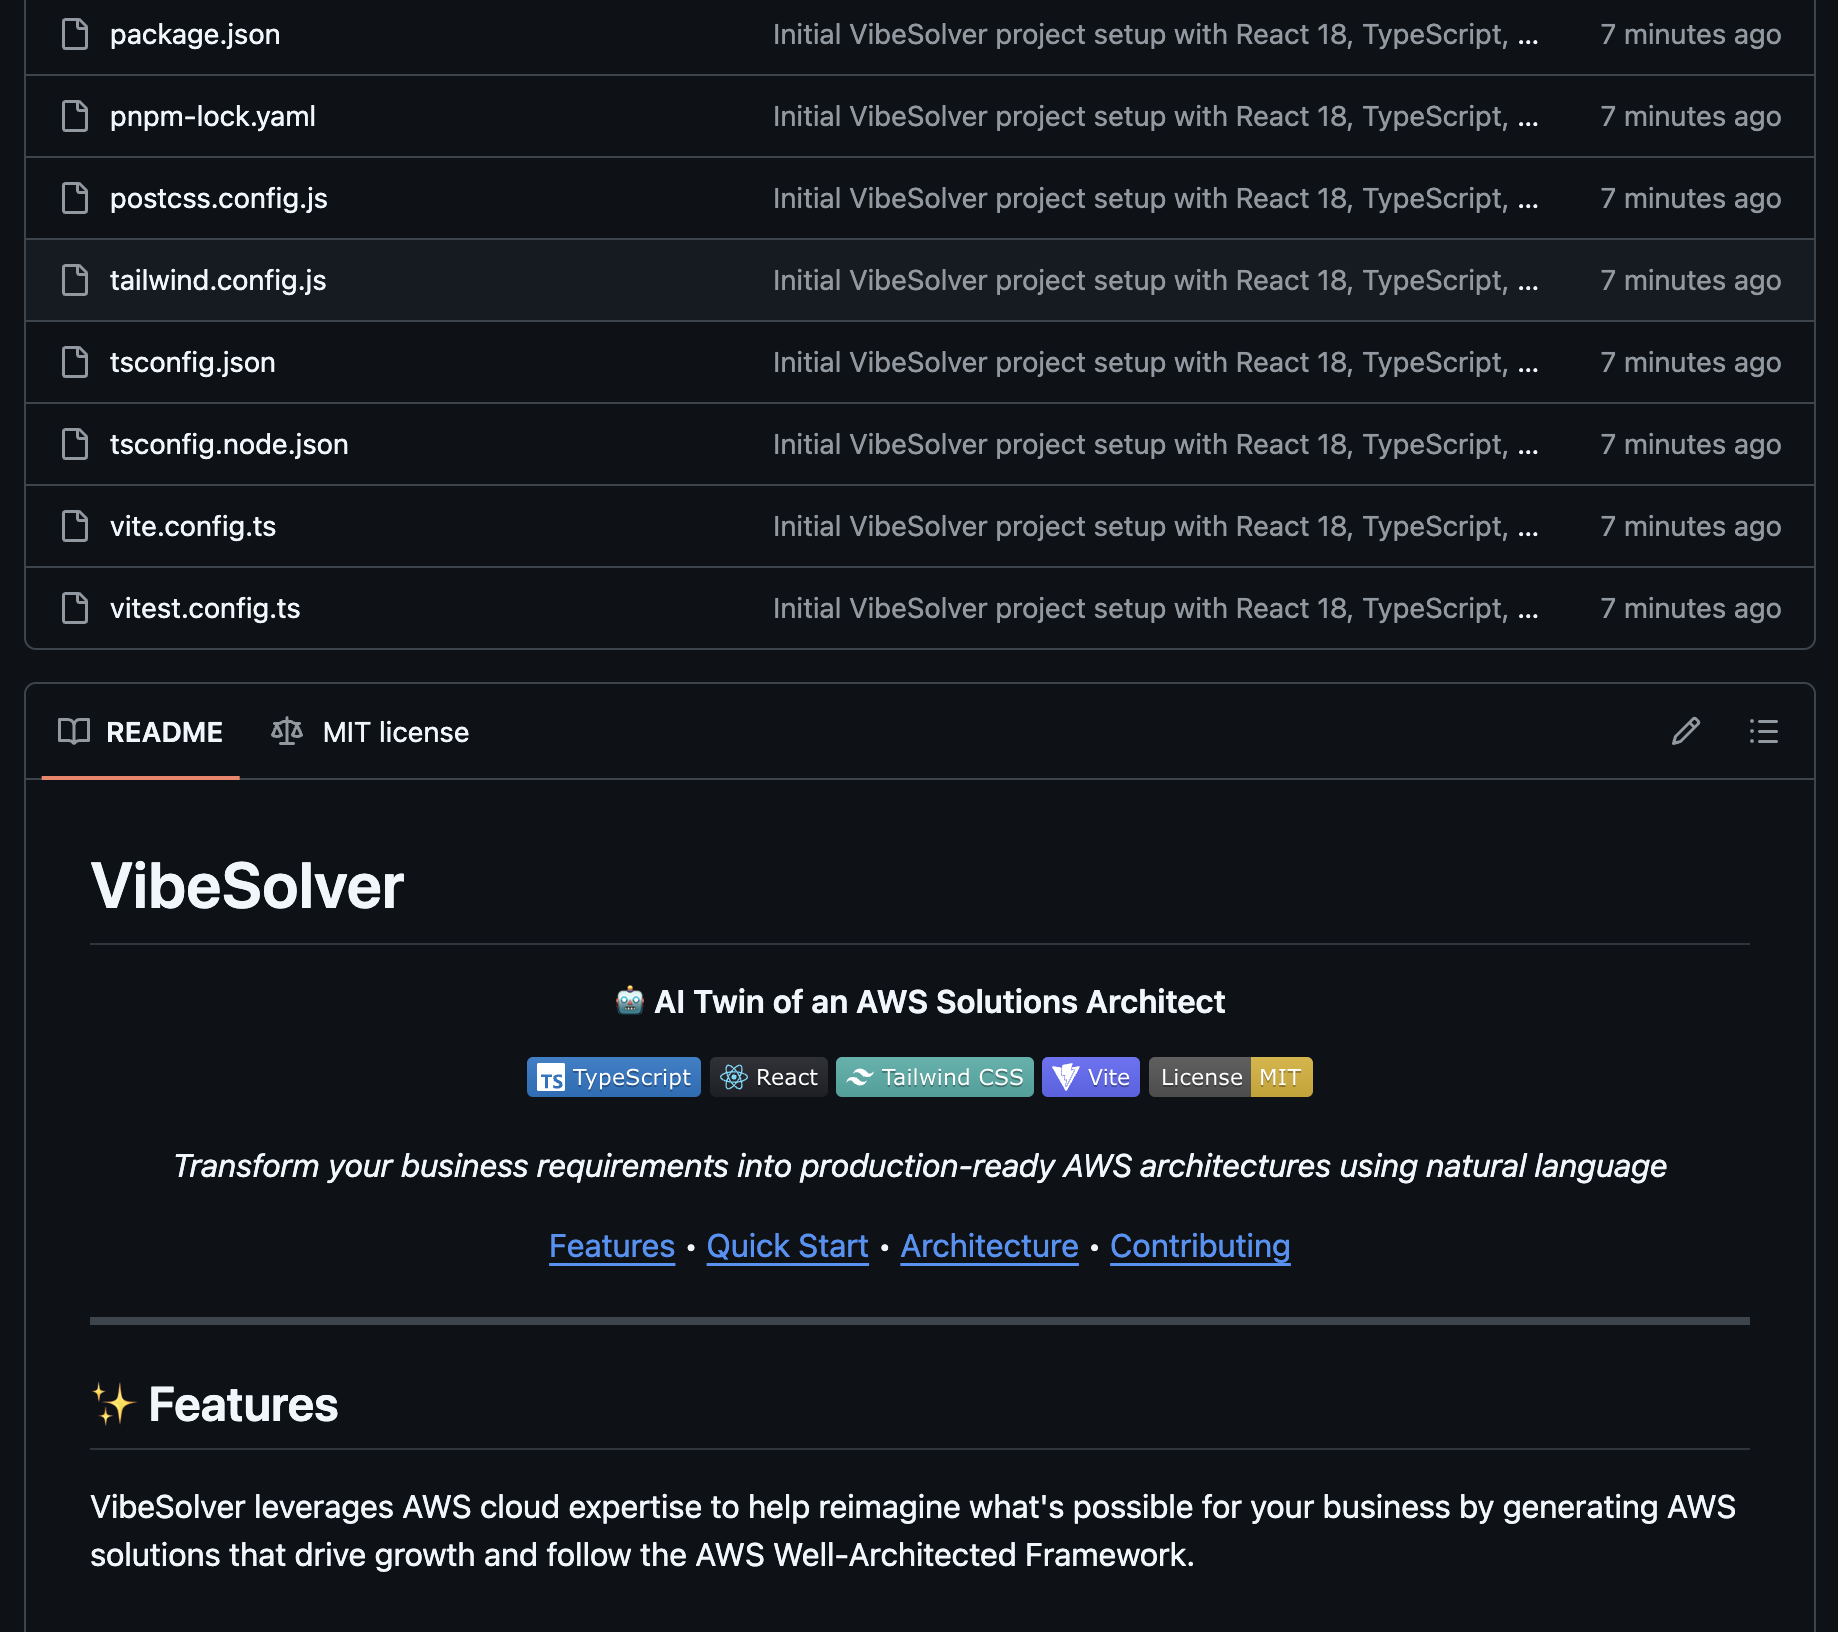 package.json Initial VibeSolver project setup with React 18, TypeScript, ... 7 minutes ago
pnpm-lock.yaml Initial VibeSolver project setup with React 18, TypeScript, ... 7 minutes ago
postcss.config.js Initial VibeSolver project setup with React 18, TypeScript, ... 7 minutes ago
tailwind.config.js Initial VibeSolver project setup with React 18, TypeScript, ... 7 minutes ago
tsconfig.json Initial VibeSolver project setup with React 18, TypeScript, ... 7 minutes ago
tsconfig.node.json Initial VibeSolver project setup with React 18, TypeScript, ... 7 minutes ago
vite.config.ts Initial VibeSolver project setup with React 18, TypeScript, ... 7 minutes ago
vitest.config.ts Initial VibeSolver project setup with React 18, TypeScript, ... 7 minutes ago
README MIT license
VibeSolver
🤖 AI Twin of an AWS Solutions Architect
TS TypeScript React Tailwind CSS Vite License MIT
Transform your business requirements into production-ready AWS architectures using natural language
Features • Quick Start • Architecture • Contributing
✨ Features
VibeSolver leverages AWS cloud expertise to help reimagine what's possible for your business by generating AWS
solutions that drive growth and follow the AWS Well-Architected Framework.